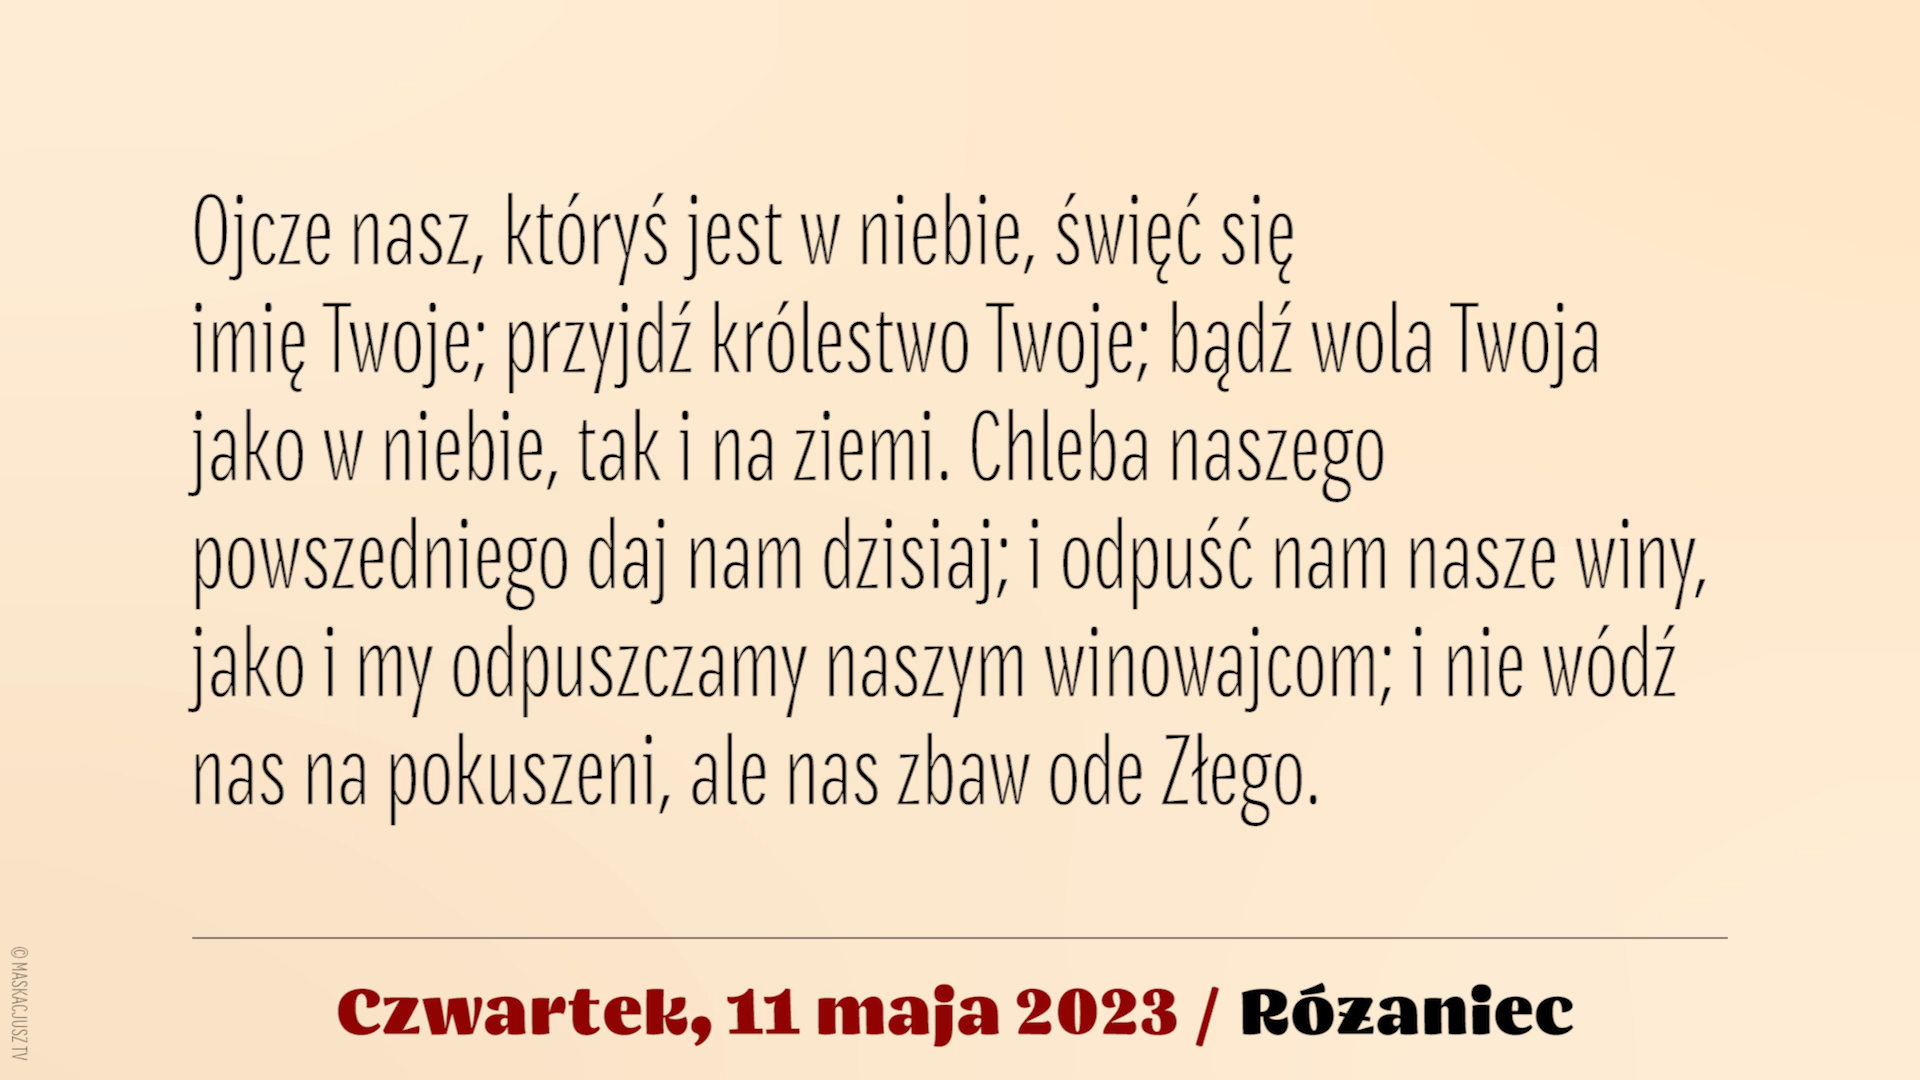 Ojcze nasz, któryś jest w niebie, święć się
imię Twoje; przyjdź królestwo Twoje; bądź wola Twoja
jako w niebie, tak i na ziemi. Chleba naszego
powszedniego daj nam dzisiaj; i odpuść nam nasze winy,
jako i my odpuszczamy naszym winowajcom; i nie wódź
nas na pokuszeni, ale nas zbaw ode Złego.
Czwartek, 11 maja 2023 / Różaniec
© MASKACJUSZ TV